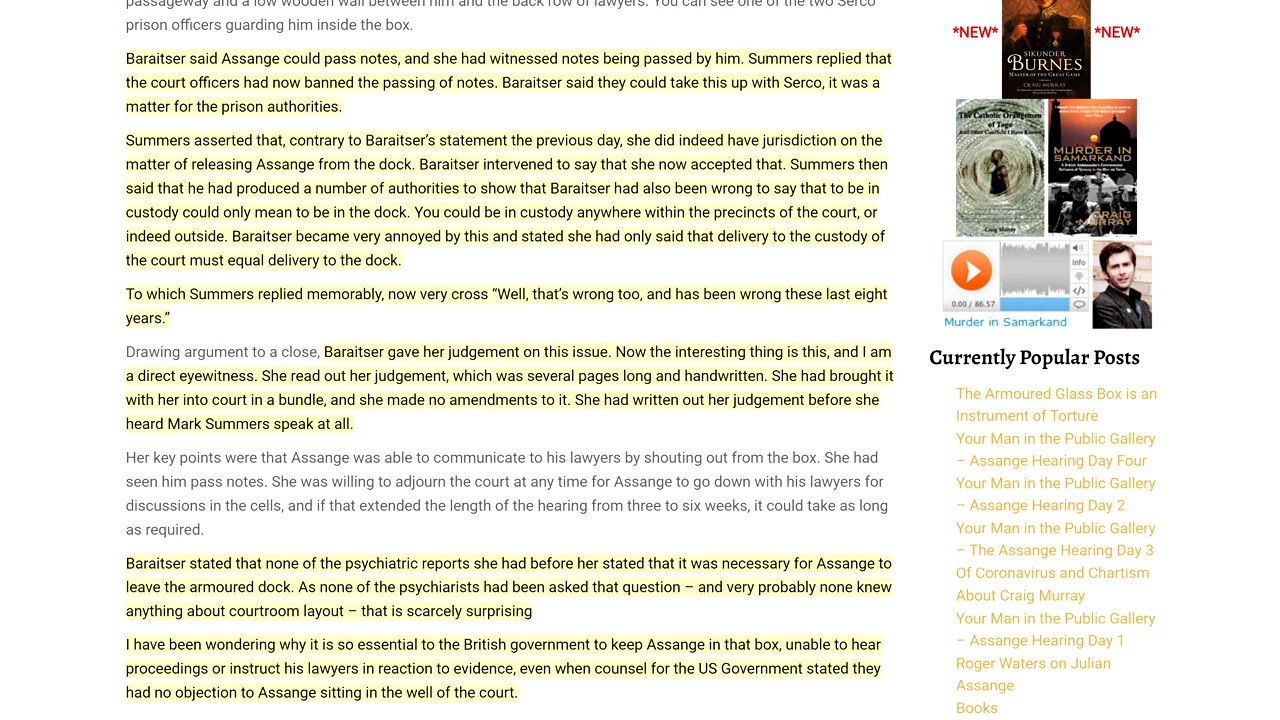 passageway and a low wooden wall between him and the back row of lawyers. You can see one of the two Serco
prison officers guarding him inside the box.
Baraitser said Assange could pass notes, and she had witnessed notes being passed by him. Summers replied that
the court officers had now banned the passing of notes. Baraitser said they could take this up with Serco, it was a
matter for the prison authorities.
Summers asserted that, contrary to Baraitser’s statement the previous day, she did indeed have jurisdiction on the
matter of releasing Assange from the dock. Baraitser intervened to say that she now accepted that. Summers then
said that he had produced a number of authorities to show that Baraitser had also been wrong to say that to be in
custody could only mean to be in the dock. You could be in custody anywhere within the precincts of the court, or
indeed outside. Baraitser became very annoyed by this and stated she had only said that delivery to the custody of
the court must equal delivery to the dock.
To which Summers replied memorably, now very cross “Well, that’s wrong too, and has been wrong these last eight
years.”
Drawing argument to a close, Baraitser gave her judgement on this issue. Now the interesting thing is this, and I am
a direct eyewitness. She read out her judgement, which was several pages long and handwritten. She had brought it
with her into court in a bundle, and she made no amendments to it. She had written out her judgement before she
heard Mark Summers speak at all.
Her key points were that Assange was able to communicate to his lawyers by shouting out from the box. She had
seen him pass notes. She was willing to adjourn the court at any time for Assange to go down with his lawyers for
discussions in the cells, and if that extended the length of the hearing from three to six weeks, it could take as long
as required.
Baraitser stated that none of the psychiatric reports she had before her stated that it was necessary for Assange to
leave the armoured dock. As none of the psychiarists had been asked that question – and very probably none knew
anything about courtroom layout – that is scarcely surprising
I have been wondering why it is so essential to the British government to keep Assange in that box, unable to hear
proceedings or instruct his lawyers in reaction to evidence, even when counsel for the US Government stated they
had no objection to Assange sitting in the well of the court.
*NEW* *NEW*
SIKUNDER
BURNES
MASTER OF THE GREAT GAME
CRAIG MURRAY
The Catholic Orangemen
of Togo
And Other Conflicts I Have Known
Craig Murray
MURDER IN
SAMARKAND
CRAIG
MURRAY
Info
0.00 / 86.57
Murder in Samarkand
Currently Popular Posts
The Armoured Glass Box is an
Instrument of Torture
Your Man in the Public Gallery
– Assange Hearing Day Four
Your Man in the Public Gallery
– Assange Hearing Day 2
Your Man in the Public Gallery
– The Assange Hearing Day 3
Of Coronavirus and Chartism
About Craig Murray
Your Man in the Public Gallery
– Assange Hearing Day 1
Roger Waters on Julian
Assange
Books